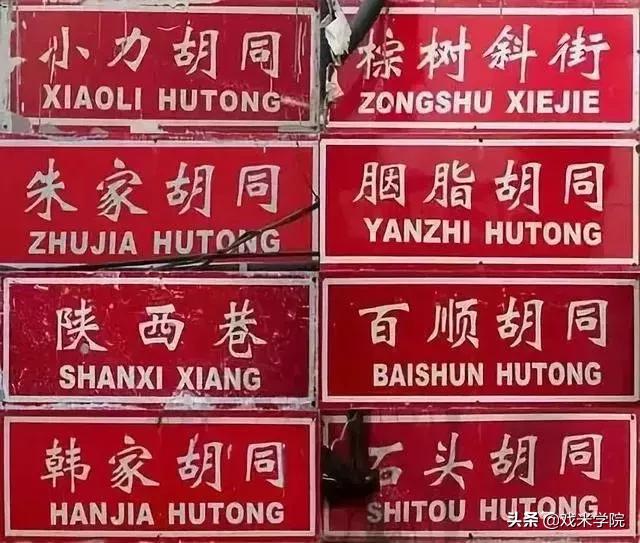 小力胡同
XIAOLI HUTONG
棕树斜街
ZONGSHU XIEJIE
朱家胡同
ZHUJIA HUTONG
胭脂胡同
YANZHI HUTONG
陕西巷
SHANXI XIANG
百顺胡同
BAISHUN HUTONG
韩家胡同
HANJIA HUTONG
石头胡同
SHITOU HUTONG
头条 @戏米学院